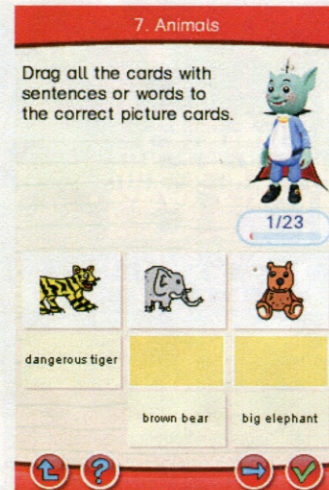 7. Animals
Drag all the cards with
sentences or words to
the correct picture cards.
1/23
dangerous tiger
brown bear
big elephant
?